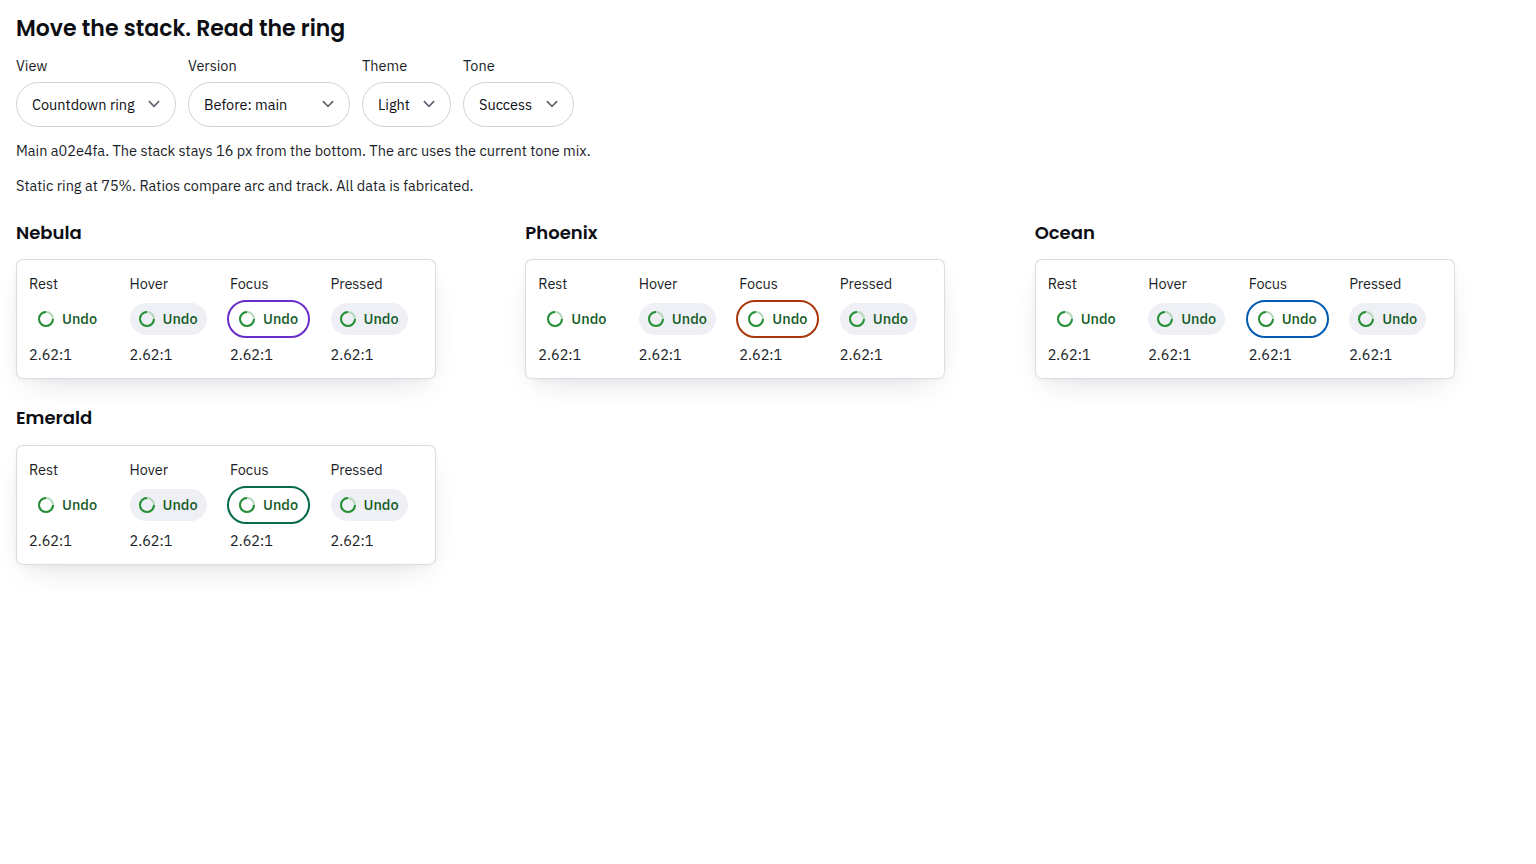 Move the stack. Read the ring
View Version Theme Tone
Countdown ring Before: main Light Success
Main a02e4fa. The stack stays 16 px from the bottom. The arc uses the current tone mix.
Static ring at 75%. Ratios compare arc and track. All data is fabricated.
Nebula
Rest Hover Focus Pressed
Undo Undo Undo Undo
2.62:1 2.62:1 2.62:1 2.62:1
Phoenix
Rest Hover Focus Pressed
Undo Undo Undo Undo
2.62:1 2.62:1 2.62:1 2.62:1
Ocean
Rest Hover Focus Pressed
Undo Undo Undo Undo
2.62:1 2.62:1 2.62:1 2.62:1
Emerald
Rest Hover Focus Pressed
Undo Undo Undo Undo
2.62:1 2.62:1 2.62:1 2.62:1